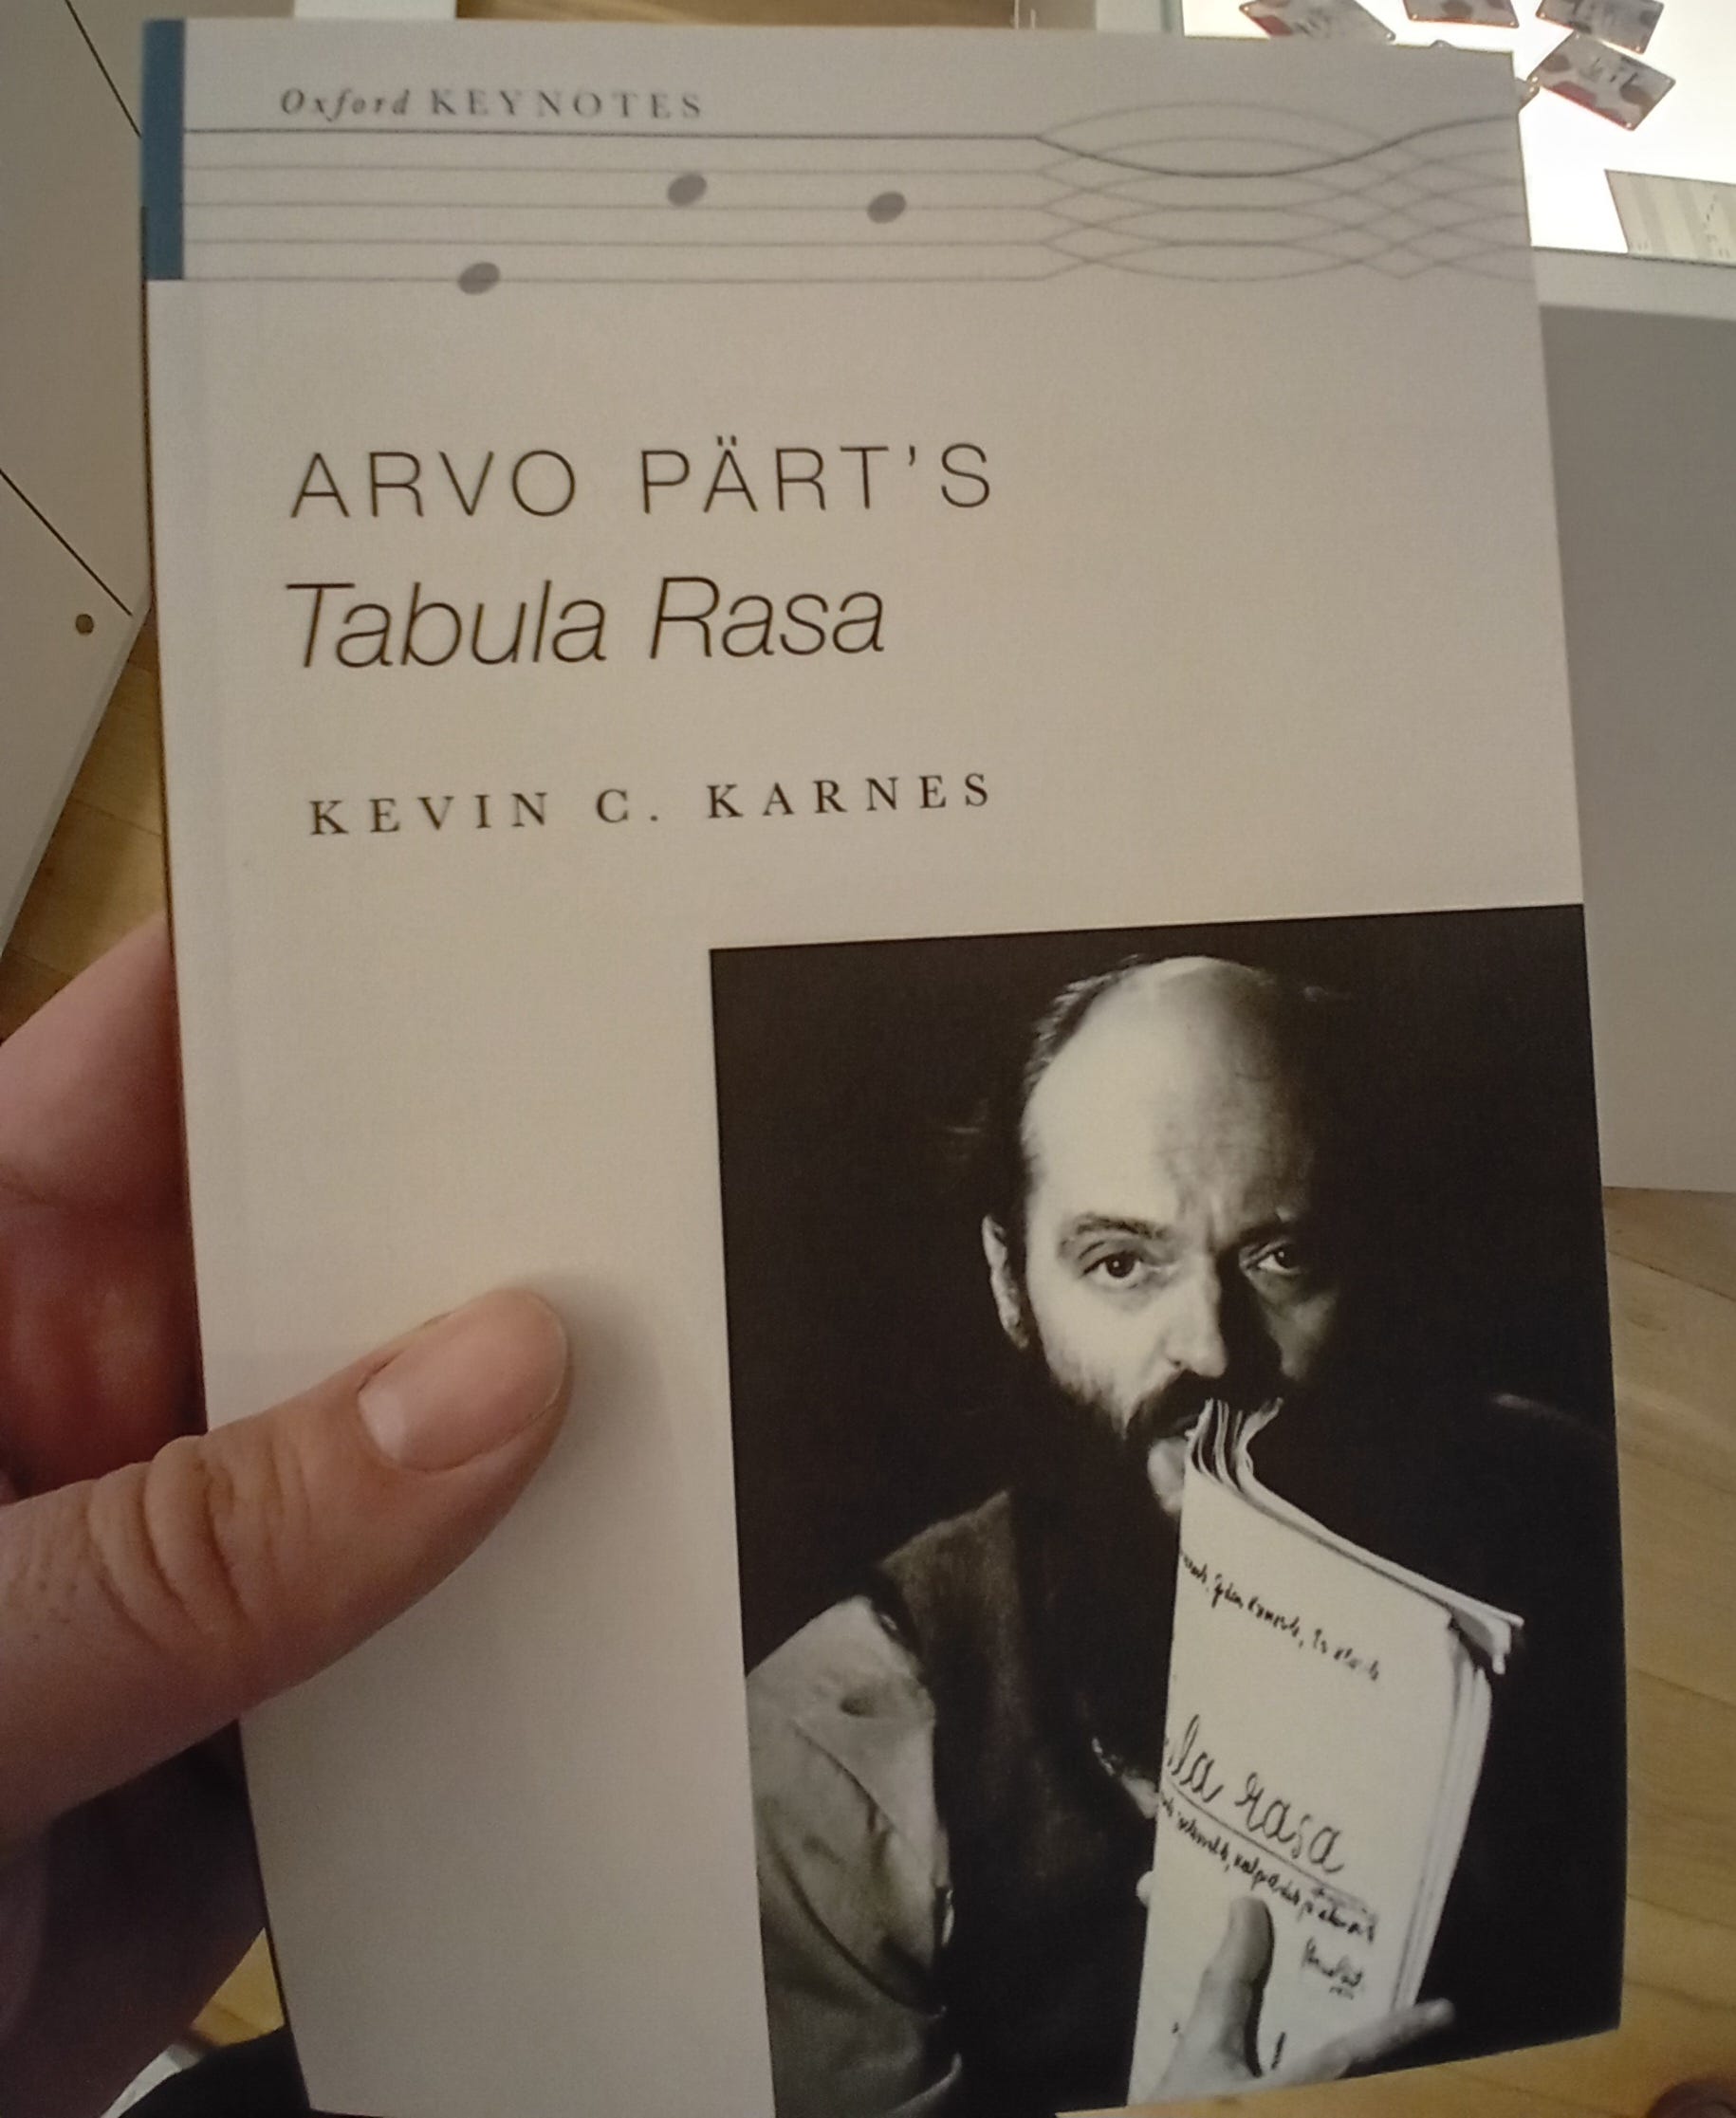 Oxford KEYNOTES
ARVO PÄRT'S
Tabula Rasa
KEVIN C. KARNES
la rasa